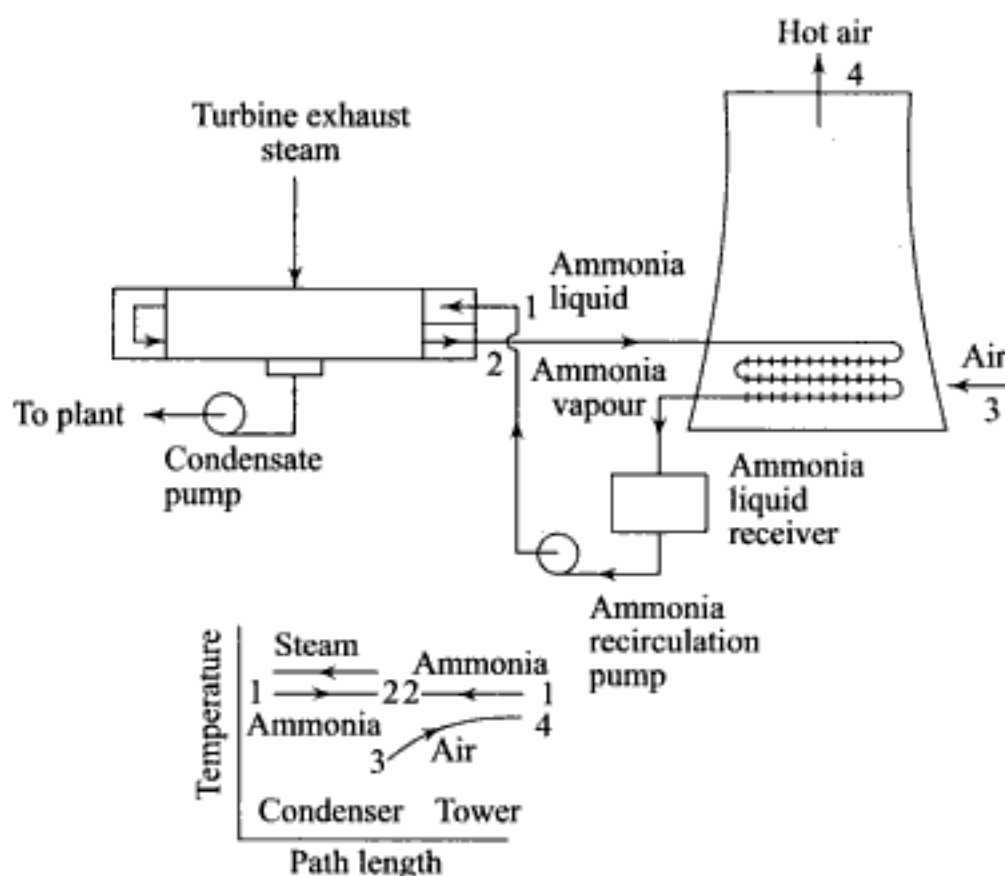 Hot air
4
Turbine exhaust
steam
Ammonia
liquid
1
2
Ammonia
vapour
Air
3
To plant
Condensate
pump
Ammonia
liquid
receiver
Ammonia
recirculation
pump
Temperature
Steam
Ammonia
1
2 2
1
Ammonia
4
3
Air
Condenser
Tower
Path length